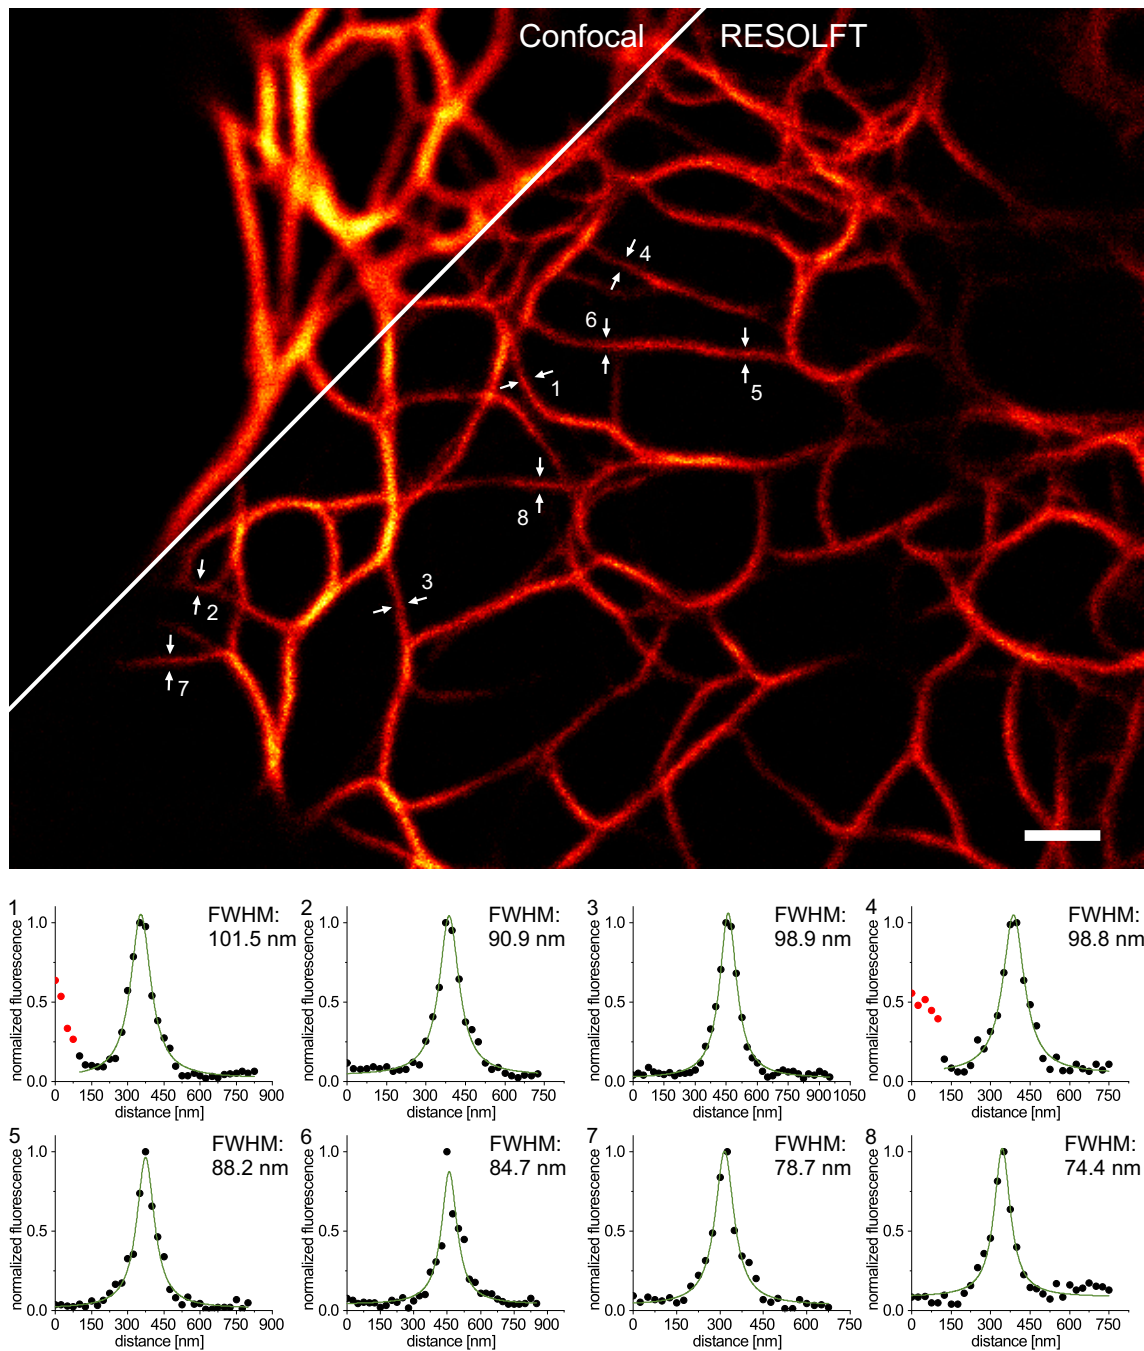 Confocal RESOLFT
4
6
5
1
8
3
2
7
1 FWHM: 101.5 nm
normalized fluorescence
1.0
0.5
0.0
0 150 300 450 600 750 900
distance [nm]
2 FWHM: 90.9 nm
normalized fluorescence
1.0
0.5
0.0
0 150 300 450 600 750
distance [nm]
3 FWHM: 98.9 nm
normalized fluorescence
1.0
0.5
0.0
0 150 300 450 600 750 900 1050
distance [nm]
4 FWHM: 98.8 nm
normalized fluorescence
1.0
0.5
0.0
0 150 300 450 600 750
distance [nm]
5 FWHM: 88.2 nm
normalized fluorescence
1.0
0.5
0.0
0 150 300 450 600 750 900
distance [nm]
6 FWHM: 84.7 nm
normalized fluorescence
1.0
0.5
0.0
0 150 300 450 600 750 900
distance [nm]
7 FWHM: 78.7 nm
normalized fluorescence
1.0
0.5
0.0
0 150 300 450 600 750
distance [nm]
8 FWHM: 74.4 nm
normalized fluorescence
1.0
0.5
0.0
0 150 300 450 600 750
distance [nm]